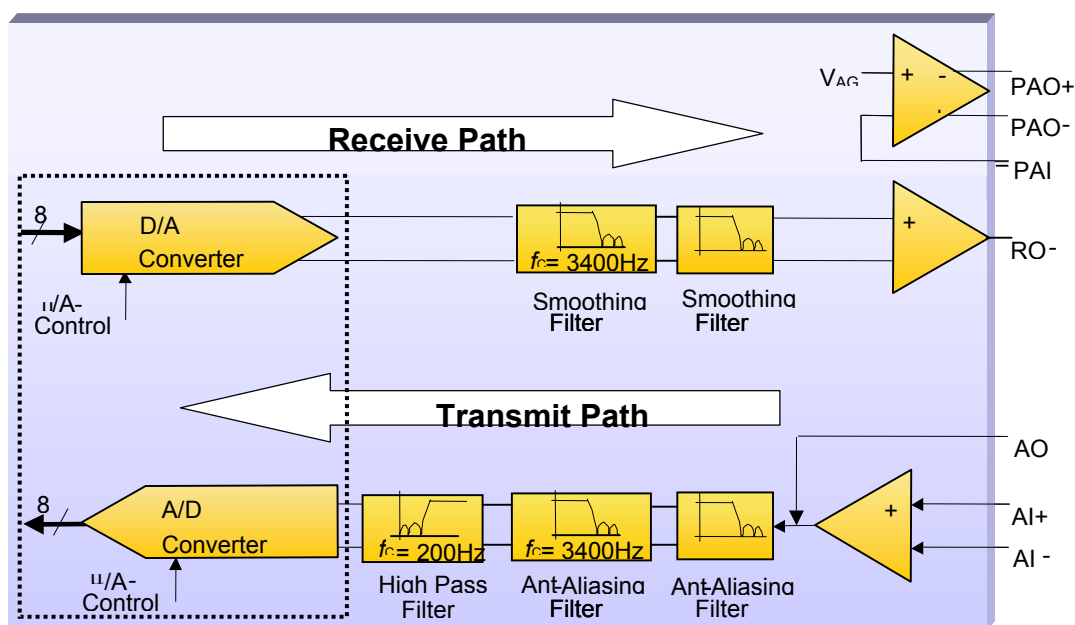 VAG
+ -
PAO+
PAO-
PAI
Receive Path
8
D/A
Converter
µ/A-
Control
fC= 3400Hz
Smoothing
Filter
Smoothing
Filter
+
RO-
Transmit Path
AO
8
A/D
Converter
µ/A-
Control
fC= 200Hz
High Pass
Filter
fC= 3400Hz
Ant-Aliasing
Filter
Ant-Aliasing
Filter
+
AI+
AI -